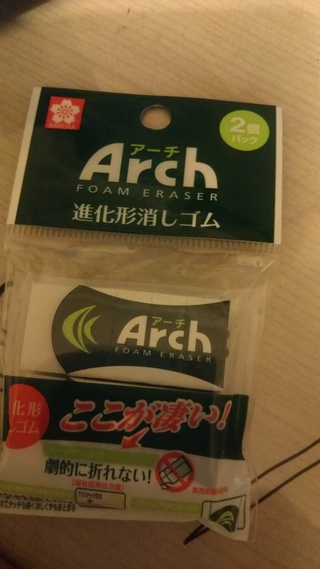 SAKURA
2個
パック
アーチ
Arch
FOAM ERASER
進化形消しゴム
アーチ
Arch
FOAM ERASER
化形
しゴム
ここが凄い!
劇的に折れない!